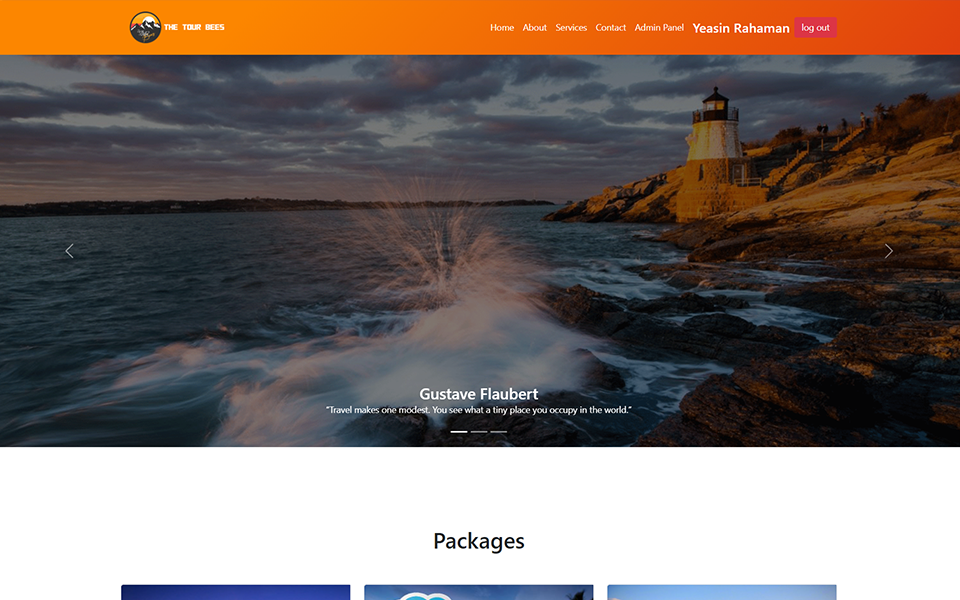 THE TOUR BEES
Home About Services Contact Admin Panel Yeasin Rahaman log out
Gustave Flaubert
“Travel makes one modest. You see what a tiny place you occupy in the world.”
Packages